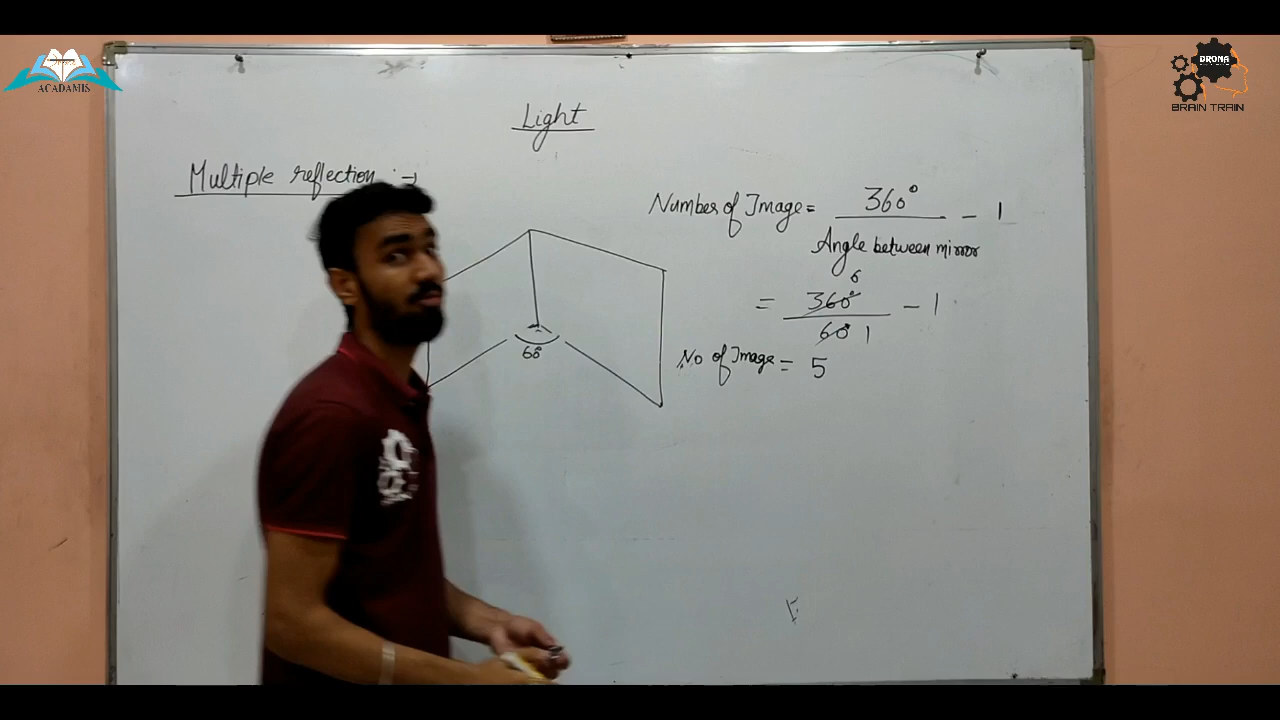 ACADAMIS
DRONA
BRAIN TRAIN
Light
Multiple reflection :→
Number of Image = 360° / Angle between mirror - 1
6
= 360° / 60° 1 - 1
No of Image = 5
60°